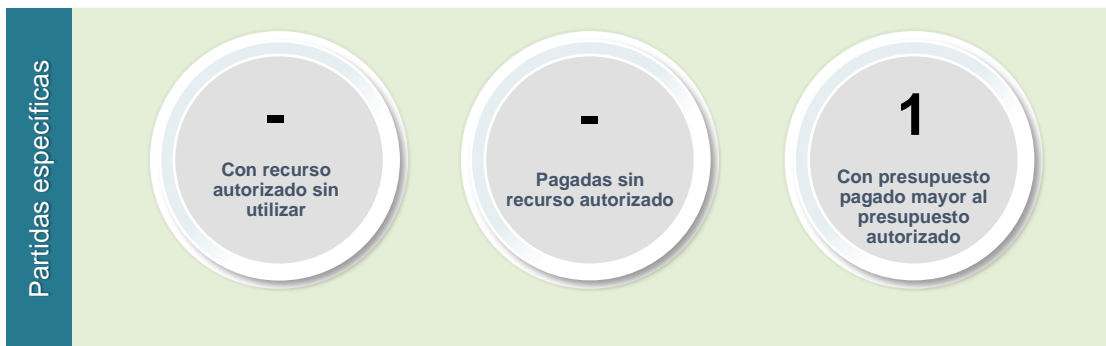 Partidas específicas
-
Con recurso
autorizado sin
utilizar
-
Pagadas sin
recurso autorizado
1
Con presupuesto
pagado mayor al
presupuesto
autorizado